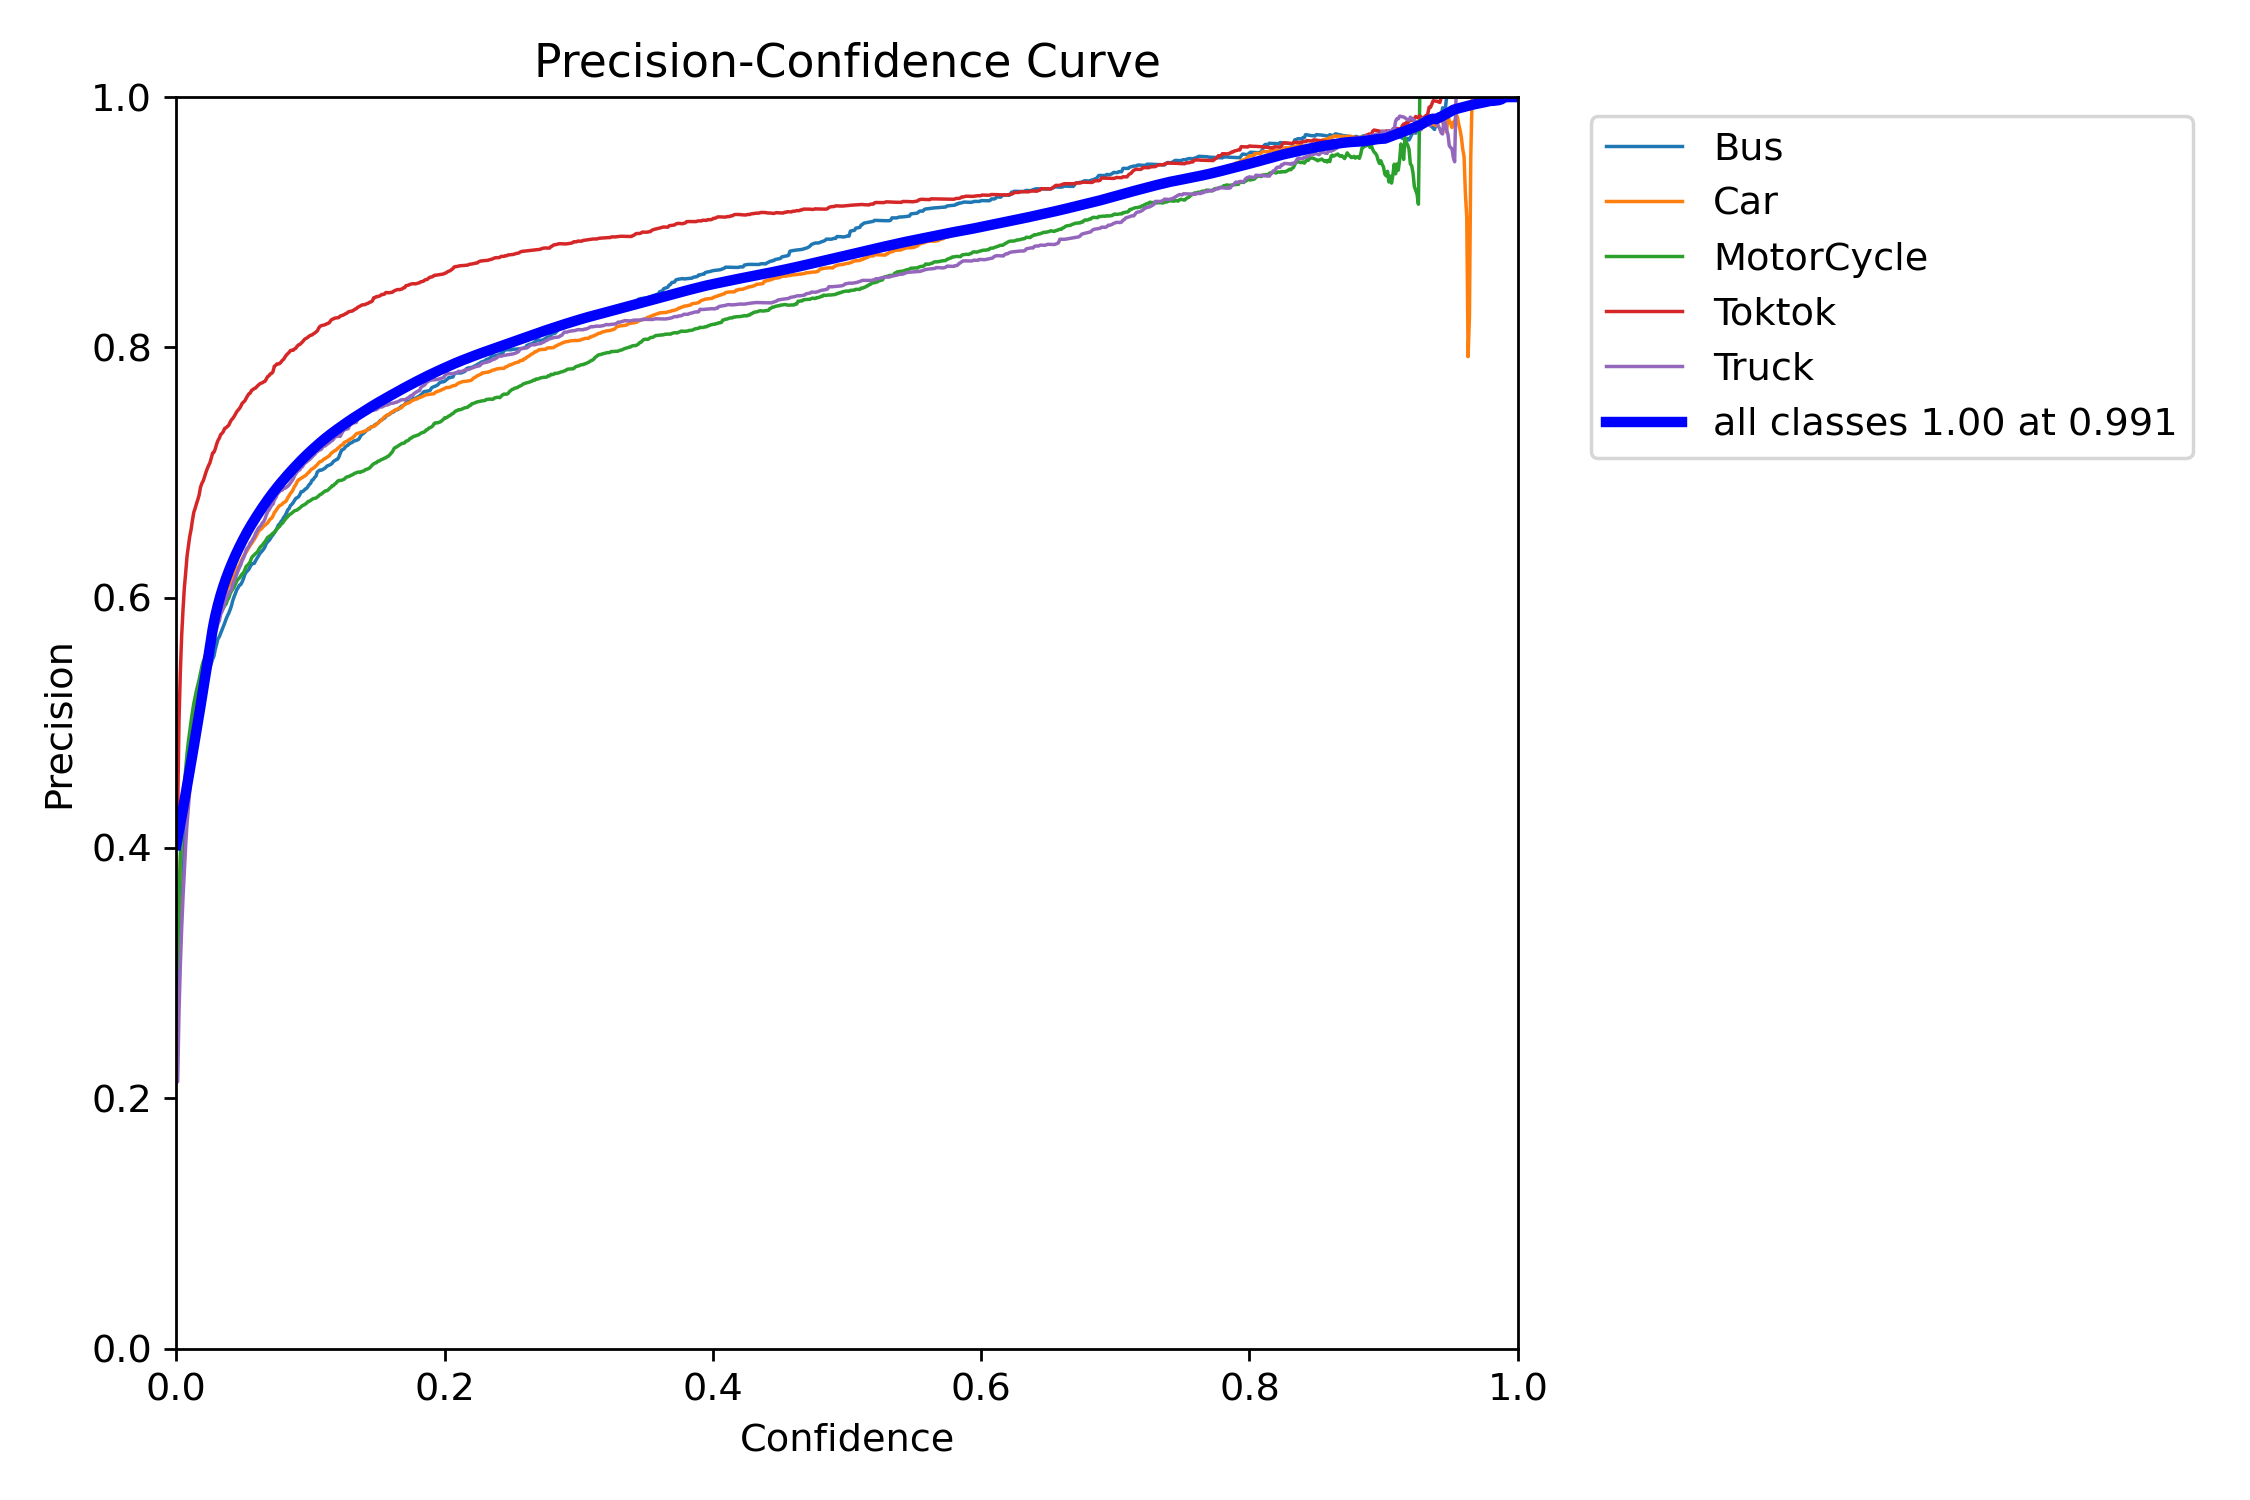 Precision-Confidence Curve
1.0
0.8
0.6
0.4
0.2
0.0
Precision
0.0 0.2 0.4 0.6 0.8 1.0
Confidence
Bus
Car
MotorCycle
Toktok
Truck
all classes 1.00 at 0.991